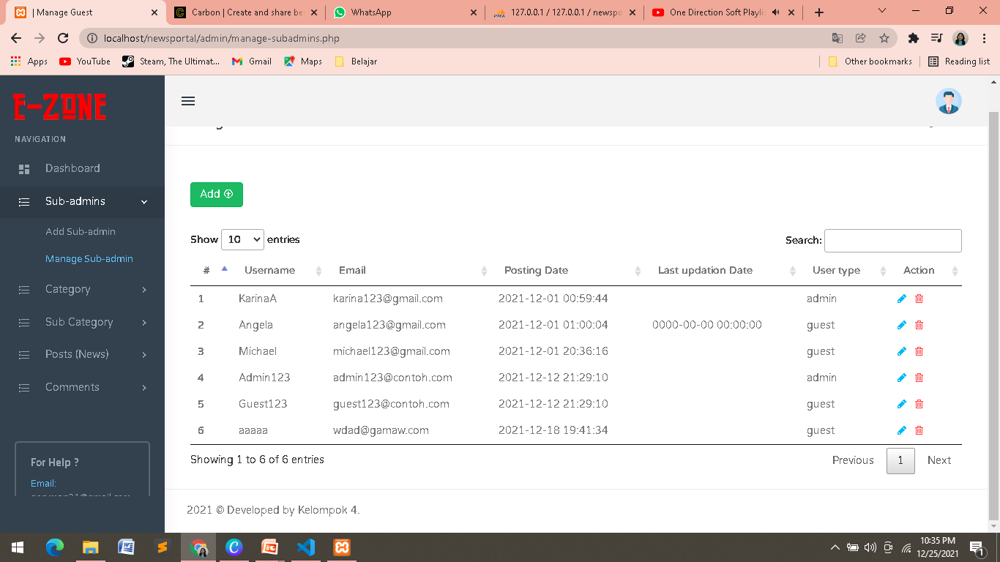 | Manage Guest
Carbon | Create and share be
WhatsApp
127.0.0.1 / 127.0.0.1 / newspo
One Direction Soft Playlis
localhost/newsportal/admin/manage-subadmins.php
Apps YouTube Steam, The Ultimat... Gmail Maps Belajar Other bookmarks Reading list
E-ZONE
NAVIGATION
Dashboard
Sub-admins
Add Sub-admin
Manage Sub-admin
Category
Sub Category
Posts (News)
Comments
For Help ?
Email:
Add
Show 10 entries
Search:
# Username Email Posting Date Last updation Date User type Action
1 KarinaA karina123@gmail.com 2021-12-01 00:59:44 admin
2 Angela angela123@gmail.com 2021-12-01 01:00:04 0000-00-00 00:00:00 guest
3 Michael michael123@gmail.com 2021-12-01 20:36:16 guest
4 Admin123 admin123@contoh.com 2021-12-12 21:29:10 admin
5 Guest123 guest123@contoh.com 2021-12-12 21:29:10 guest
6 aaaaa wdad@gamaw.com 2021-12-18 19:41:34 guest
Showing 1 to 6 of 6 entries
Previous 1 Next
2021 © Developed by Kelompok 4.
10:35 PM
12/25/2021
1